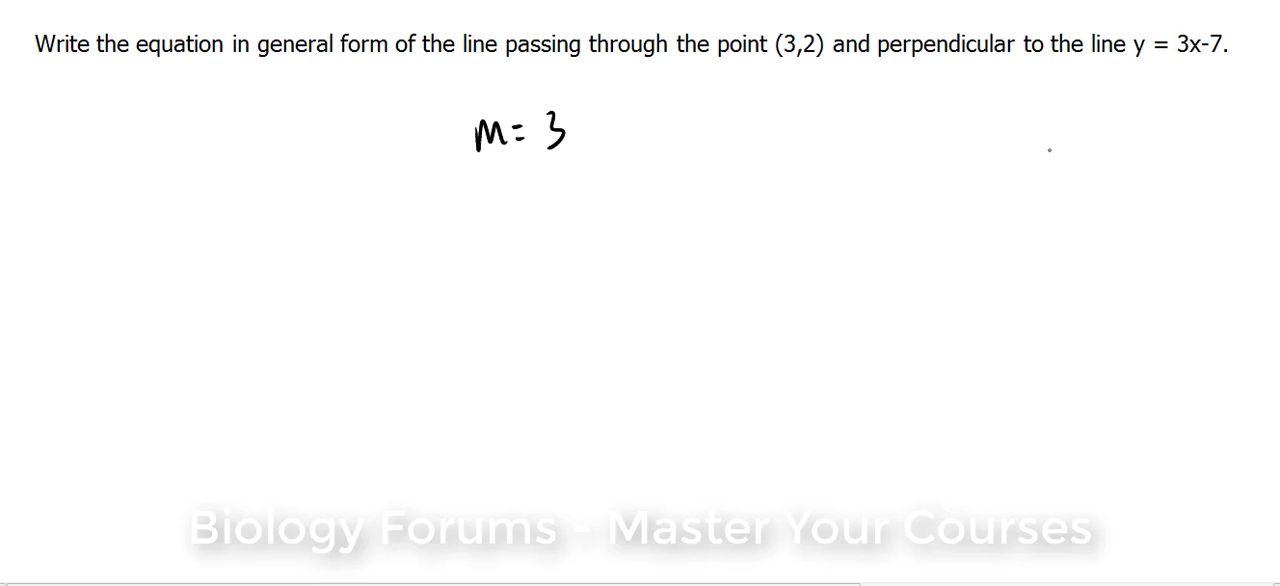 Write the equation in general form of the line passing through the point (3,2) and perpendicular to the line y = 3x-7.
m= 3
Biology Forums - Master Your Courses